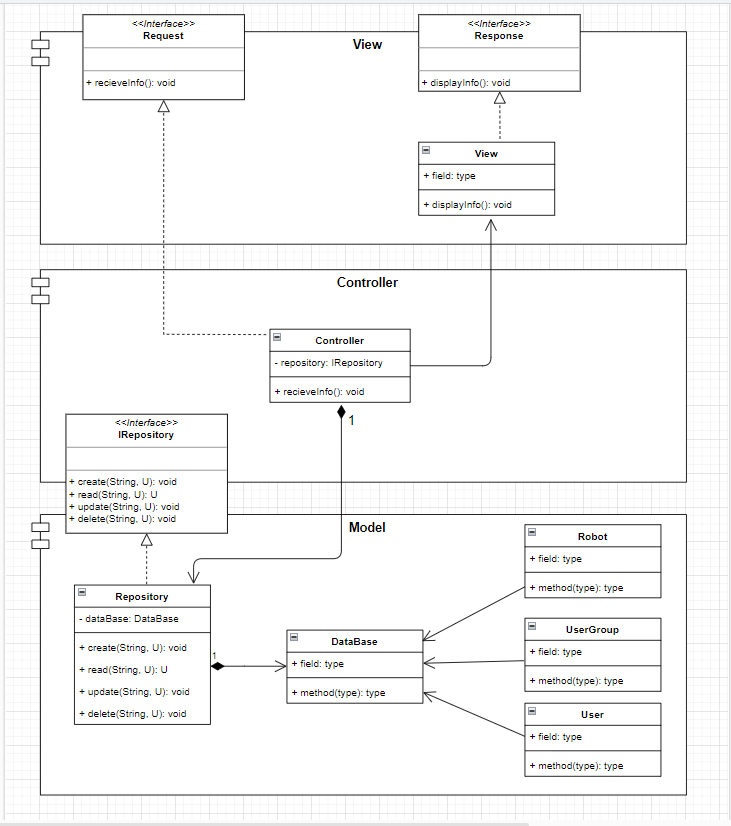 <<Interface>>
Request
+ recieveInfo(): void
View
<<Interface>>
Response
+ displayInfo(): void
View
+ field: type
+ displayInfo(): void
Controller
Controller
- repository: IRepository
+ recieveInfo(): void
1
<<Interface>>
IRepository
+ create(String, U): void
+ read(String, U): U
+ update(String, U): void
+ delete(String, U): void
Model
Repository
- dataBase: DataBase
+ create(String, U): void
+ read(String, U): U
+ update(String, U): void
+ delete(String, U): void
1
DataBase
+ field: type
+ method(type): type
Robot
+ field: type
+ method(type): type
UserGroup
+ field: type
+ method(type): type
User
+ field: type
+ method(type): type